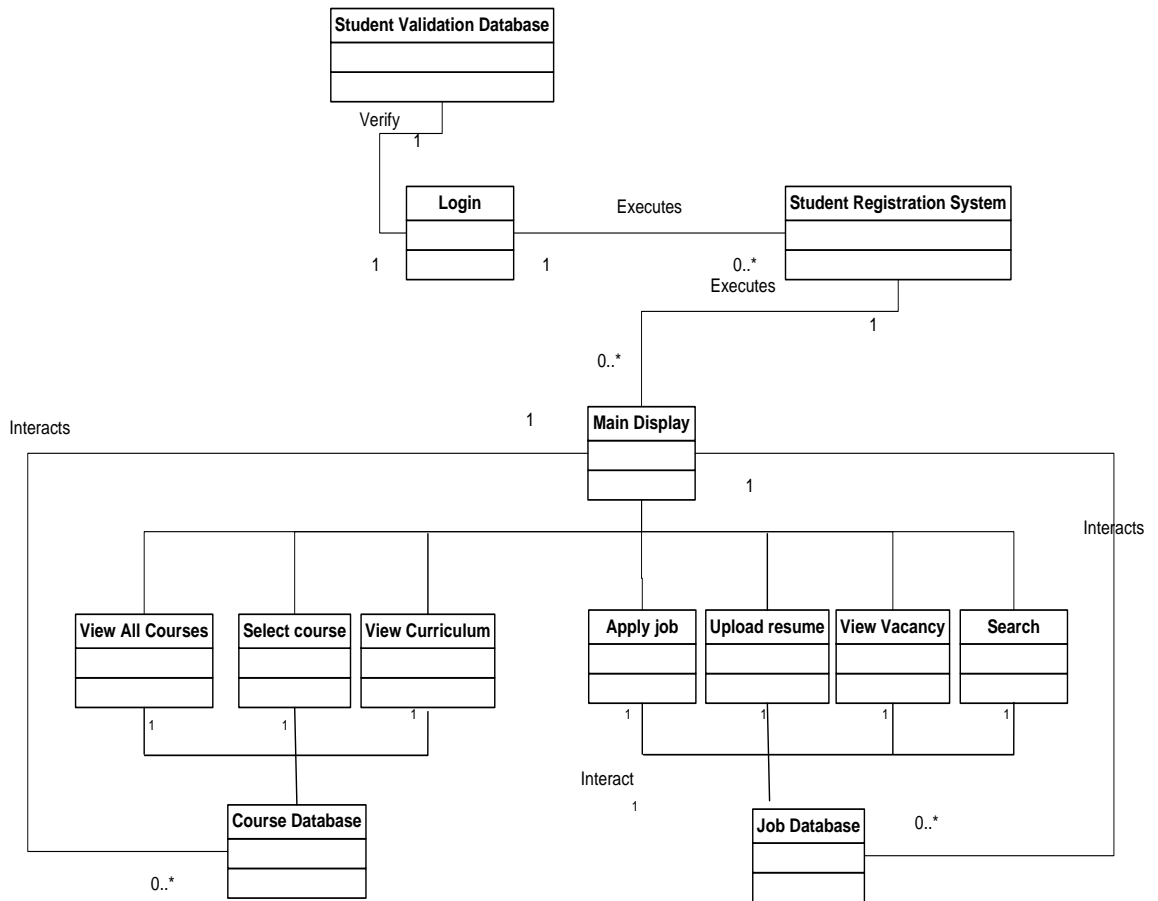 Student Validation Database
Verify
1
Login
Executes
Student Registration System
1
1
0..*
Executes
1
0..*
1
Main Display
Interacts
1
Interacts
View All Courses
Select course
View Curriculum
Apply job
Upload resume
View Vacancy
Search
1
1
1
1
1
1
1
Interact
1
Course Database
Job Database
0..*
0..*